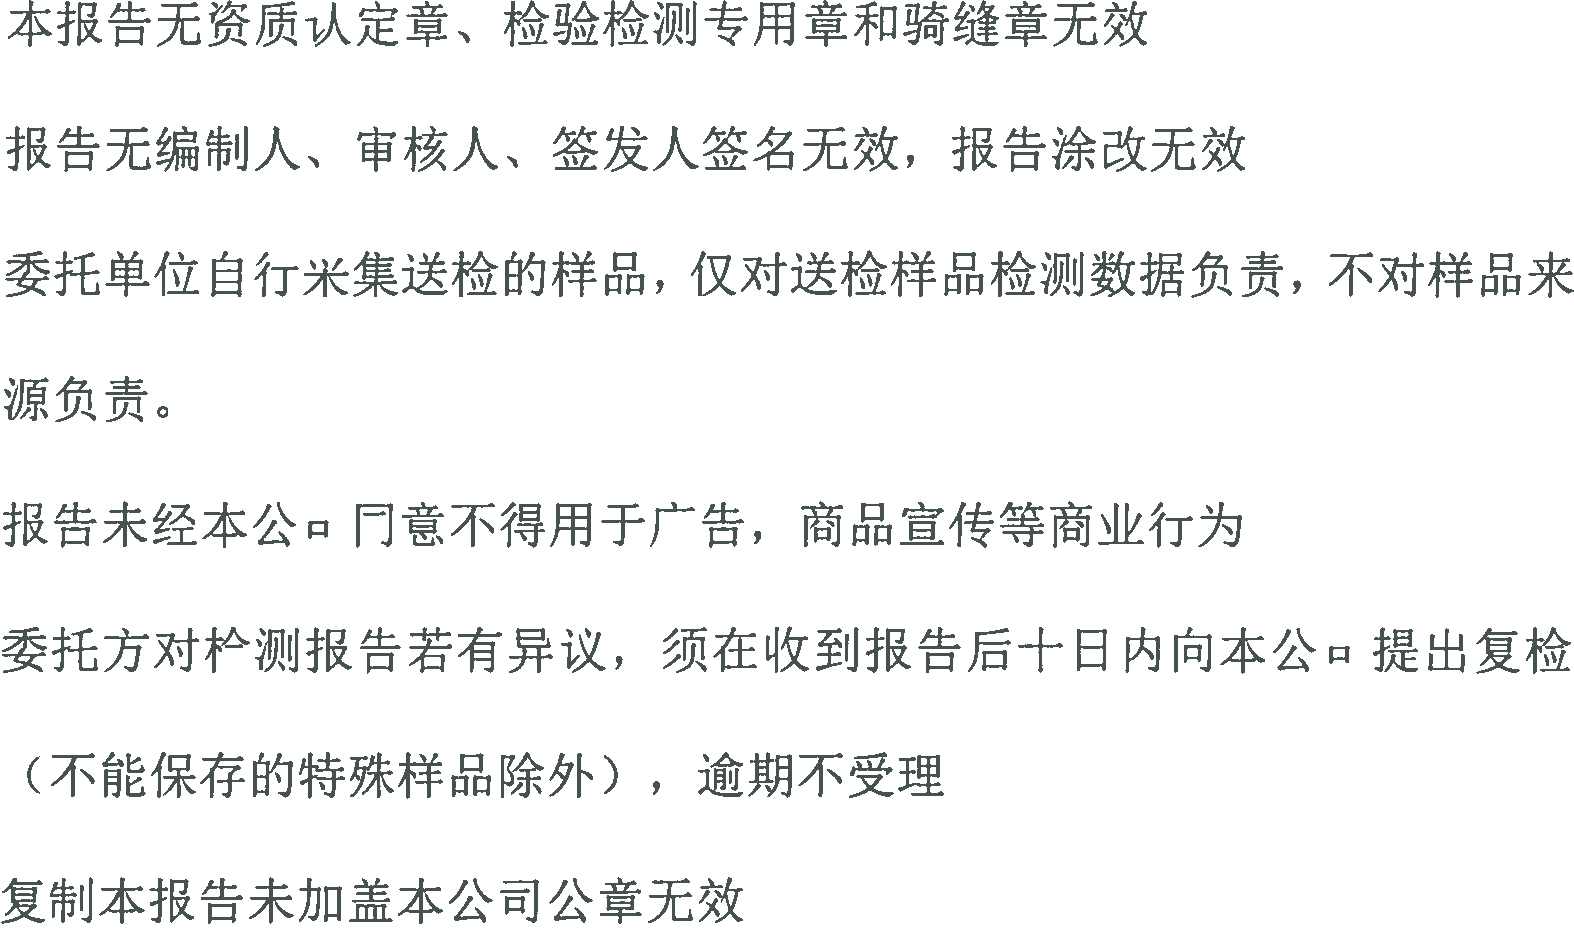 本报告无资质认定章、检验检测专用章和骑缝章无效
报告无编制人、审核人、签发人签名无效，报告涂改无效
委托单位自行采集送检的样品，仅对送检样品检测数据负责，不对样品来
源负责。
报告未经本公司同意不得用于广告，商品宣传等商业行为
委托方对检测报告若有异议，须在收到报告后十日内向本公司提出复检
（不能保存的特殊样品除外），逾期不受理
复制本报告未加盖本公司公章无效